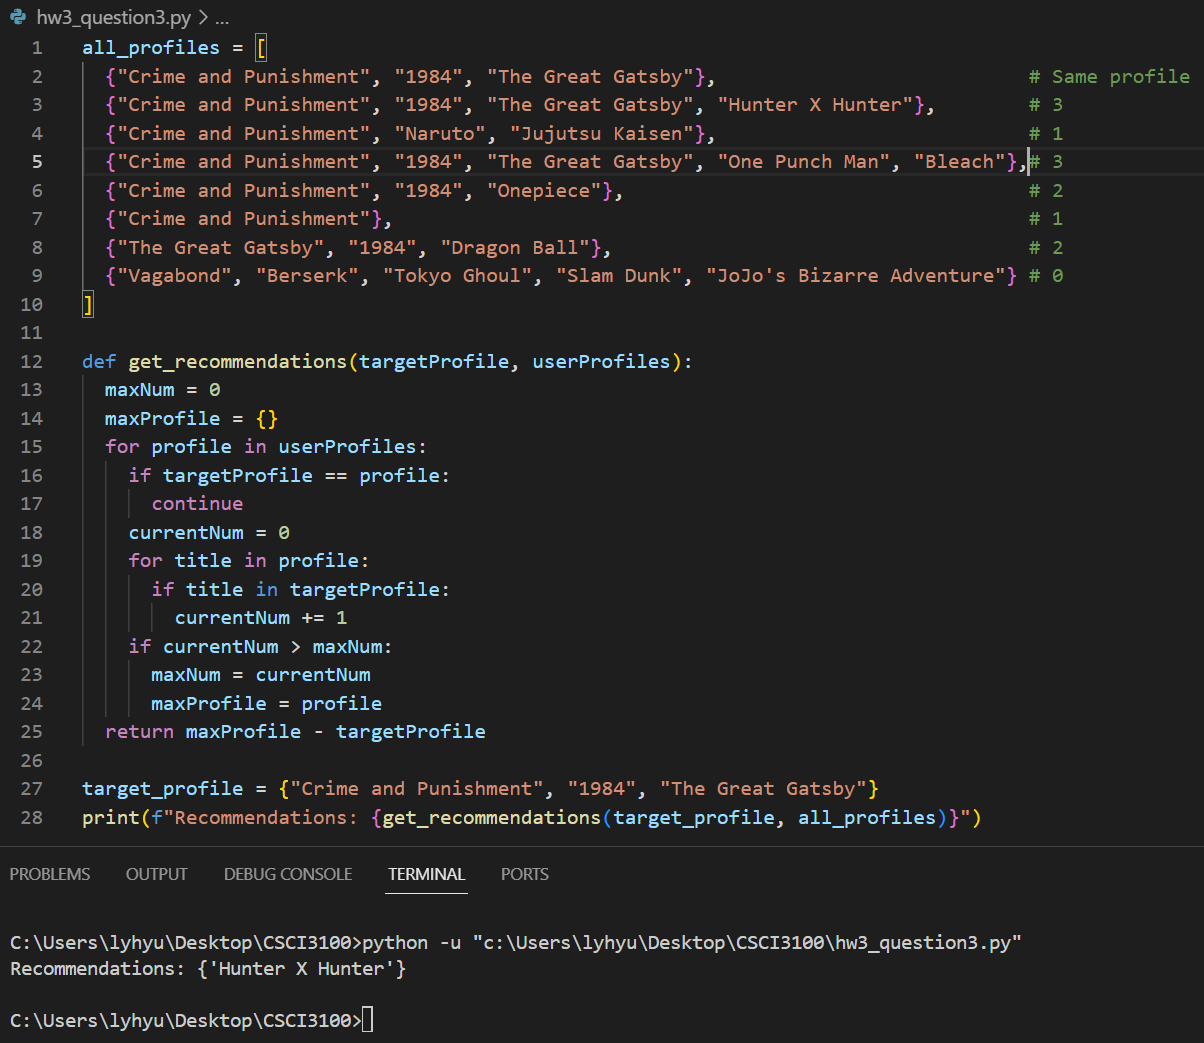 hw3_question3.py > ...
1 all_profiles = [
2   {"Crime and Punishment", "1984", "The Great Gatsby"}, # Same profile
3   {"Crime and Punishment", "1984", "The Great Gatsby", "Hunter X Hunter"}, # 3
4   {"Crime and Punishment", "Naruto", "Jujutsu Kaisen"}, # 1
5   {"Crime and Punishment", "1984", "The Great Gatsby", "One Punch Man", "Bleach"},# 3
6   {"Crime and Punishment", "1984", "Onepiece"}, # 2
7   {"Crime and Punishment"}, # 1
8   {"The Great Gatsby", "1984", "Dragon Ball"}, # 2
9   {"Vagabond", "Berserk", "Tokyo Ghoul", "Slam Dunk", "JoJo's Bizarre Adventure"} # 0
10 ]
11
12 def get_recommendations(targetProfile, userProfiles):
13   maxNum = 0
14   maxProfile = {}
15   for profile in userProfiles:
16     if targetProfile == profile:
17       continue
18     currentNum = 0
19     for title in profile:
20       if title in targetProfile:
21         currentNum += 1
22     if currentNum > maxNum:
23       maxNum = currentNum
24       maxProfile = profile
25   return maxProfile - targetProfile
26
27 target_profile = {"Crime and Punishment", "1984", "The Great Gatsby"}
28 print(f"Recommendations: {get_recommendations(target_profile, all_profiles)}")
PROBLEMS OUTPUT DEBUG CONSOLE TERMINAL PORTS
C:\Users\lyhyu\Desktop\CSCI3100>python -u "c:\Users\lyhyu\Desktop\CSCI3100\hw3_question3.py"
Recommendations: {'Hunter X Hunter'}
C:\Users\lyhyu\Desktop\CSCI3100>